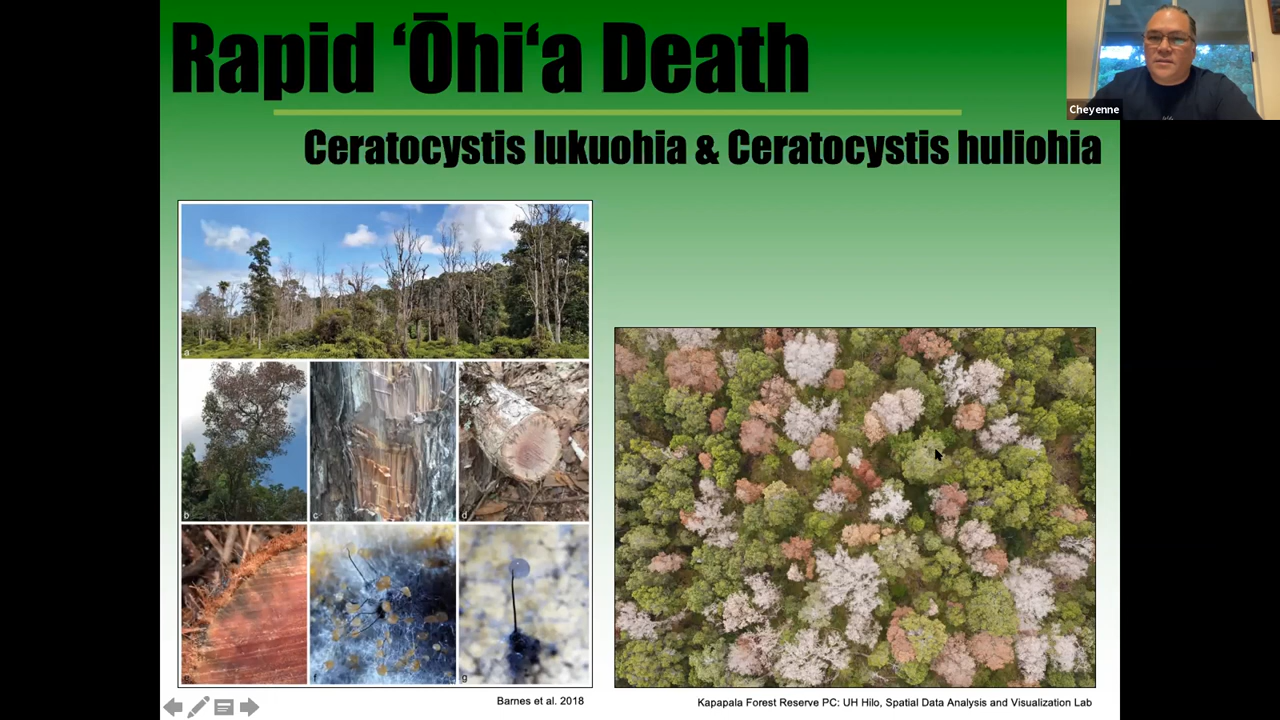 Rapid ʻŌhiʻa Death
Cheyenne
Ceratocystis lukuohia & Ceratocystis huliohia
a
b
c
d
e
f
g
Barnes et al. 2018
Kapapala Forest Reserve PC: UH Hilo, Spatial Data Analysis and Visualization Lab